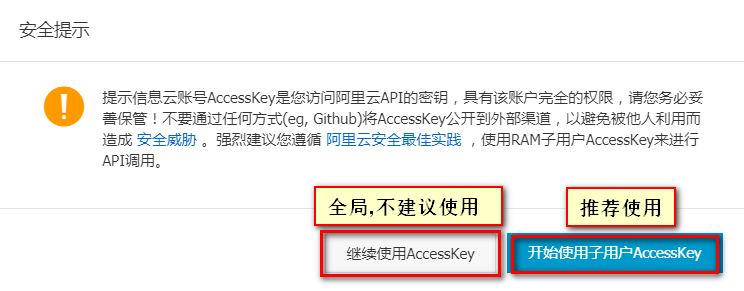 安全提示
提示信息云账号AccessKey是您访问阿里云API的密钥，具有该账户完全的权限，请您务必妥
善保管！不要通过任何方式(eg, Github)将AccessKey公开到外部渠道，以避免被他人利用而
造成 安全威胁 。强烈建议您遵循 阿里云安全最佳实践 ，使用RAM子用户AccessKey来进行
API调用。
全局,不建议使用
推荐使用
继续使用AccessKey
开始使用子用户AccessKey